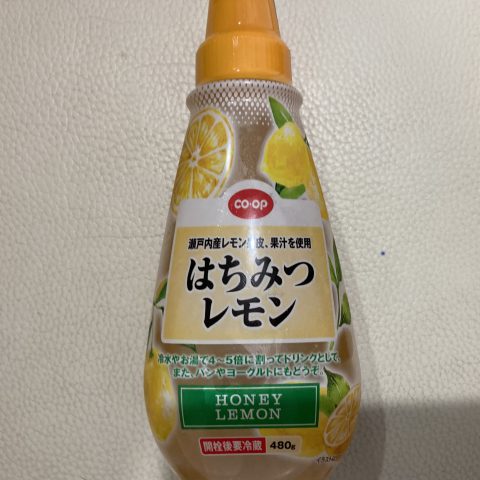 CO·OP
瀬戸内産レモン果皮、果汁を使用
はちみつ
レモン
冷水やお湯で4~5倍に割ってドリンクとして、
また、パンやヨーグルトにもどうぞ。
HONEY
LEMON
開栓後要冷蔵 480g